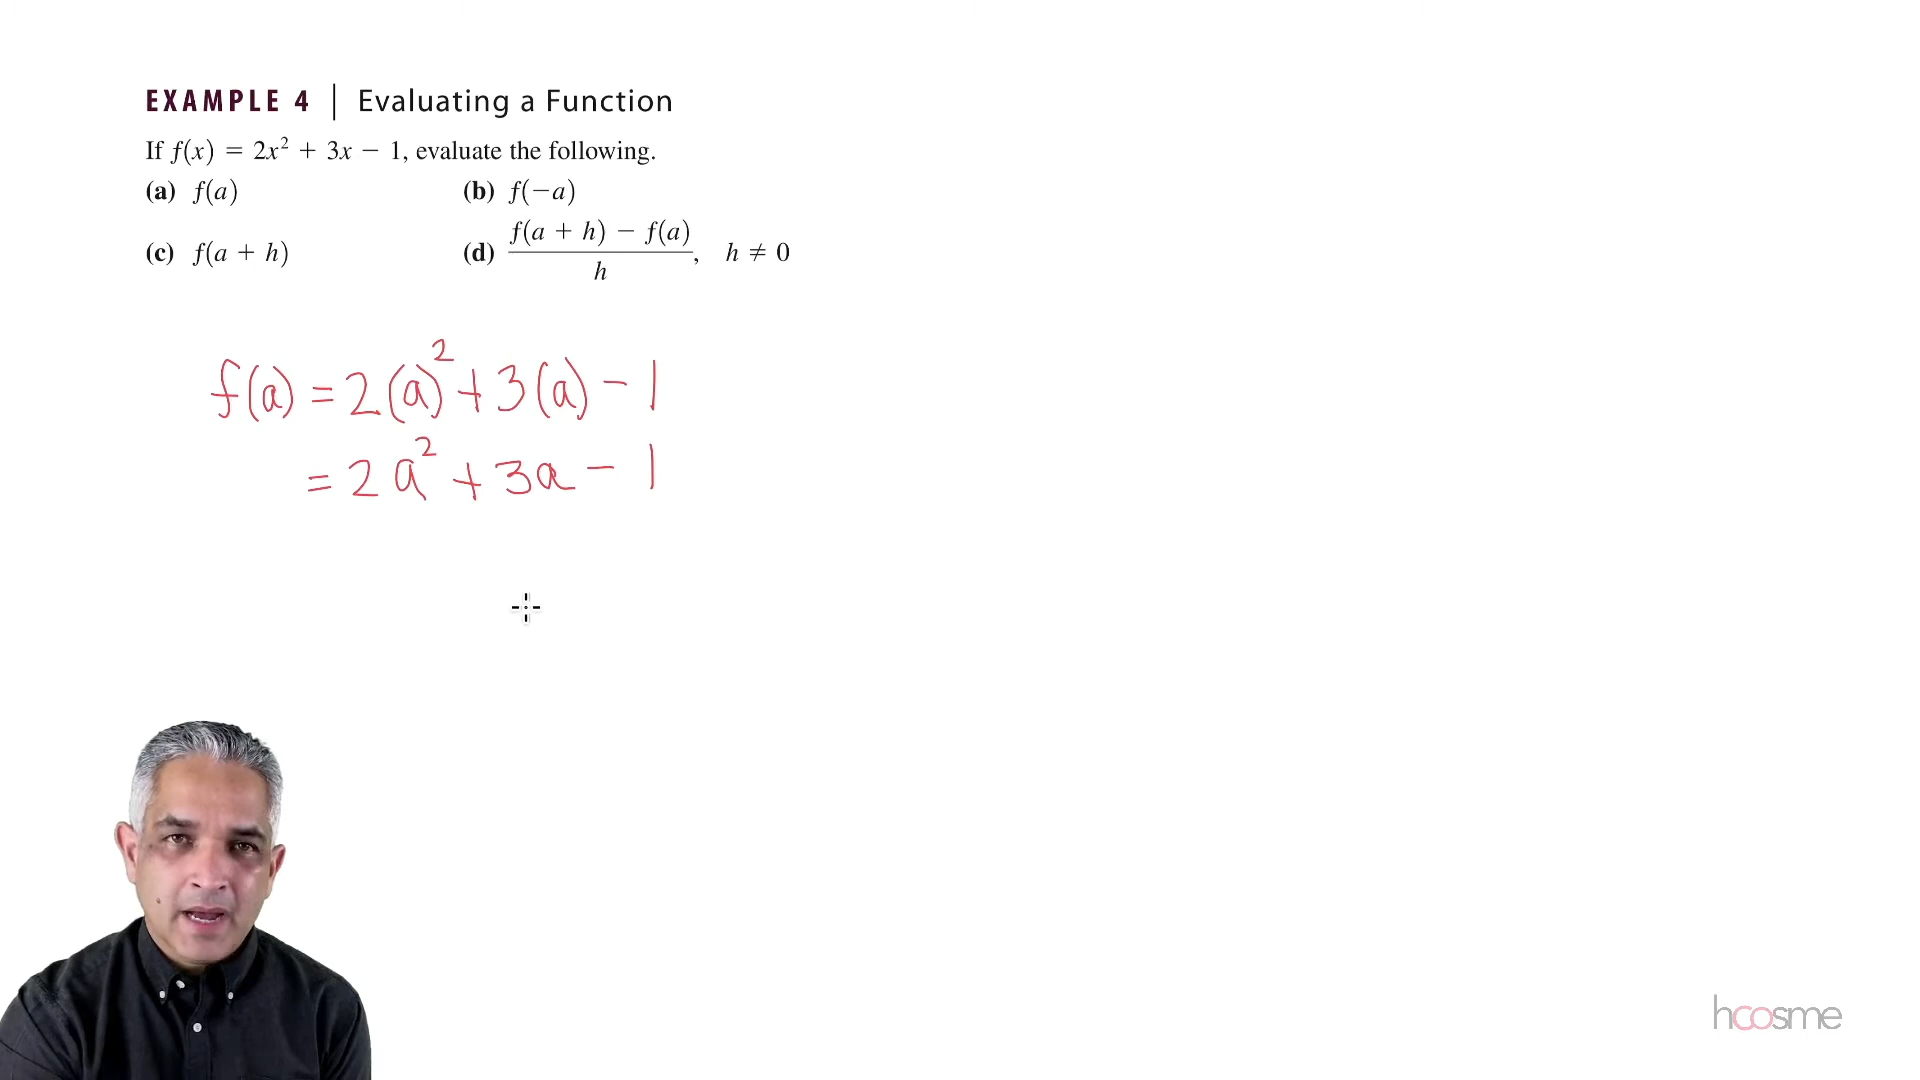 EXAMPLE 4 | Evaluating a Function
If f(x) = 2x² + 3x − 1, evaluate the following.
(a) f(a) (b) f(−a)
(c) f(a + h) (d) f(a + h) − f(a) / h, h ≠ 0
f(a) = 2(a)² + 3(a) − 1
= 2a² + 3a − 1
hcosme